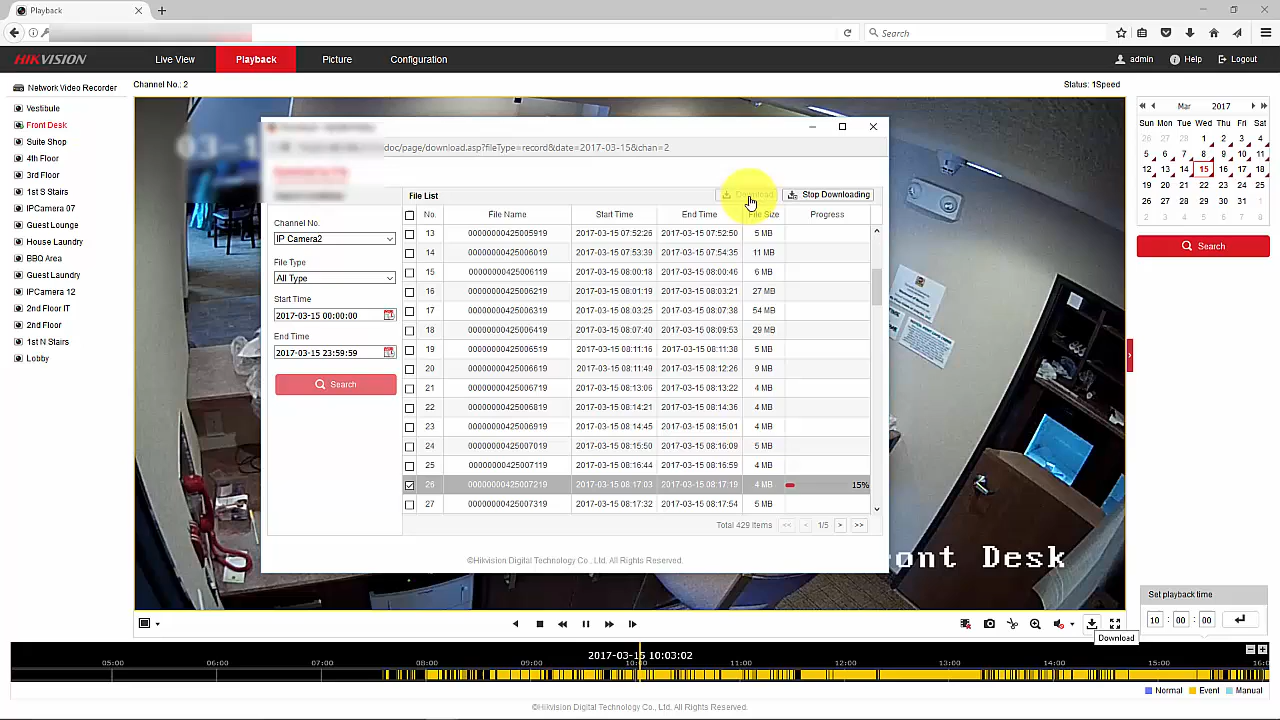 Playback
Search
HIKVISION
Live View
Playback
Picture
Configuration
admin
Help
Logout
Network Video Recorder
Vestibule
Front Desk
Suite Shop
4th Floor
3rd Floor
1st S Stairs
IPCamera 07
Guest Lounge
House Laundry
BBQ Area
Guest Laundry
IPCamera 12
2nd Floor IT
2nd Floor
1st N Stairs
Lobby
Channel No.: 2
Status: 1Speed
doc/page/download.asp?fileType=record&date=2017-03-15&chan=2
Channel No.
IP Camera2
File Type
All Type
Start Time
2017-03-15 00:00:00
End Time
2017-03-15 23:59:59
Search
File List
Download
Stop Downloading
No. File Name Start Time End Time File Size Progress
13 00000000425005919 2017-03-15 07:52:28 2017-03-15 07:52:50 5 MB
14 00000000425006019 2017-03-15 07:53:39 2017-03-15 07:54:35 11 MB
15 00000000425006119 2017-03-15 08:00:18 2017-03-15 08:00:46 6 MB
16 00000000425006219 2017-03-15 08:01:19 2017-03-15 08:03:21 27 MB
17 00000000425006319 2017-03-15 08:03:25 2017-03-15 08:07:38 54 MB
18 00000000425006419 2017-03-15 08:07:40 2017-03-15 08:09:53 29 MB
19 00000000425006519 2017-03-15 08:11:16 2017-03-15 08:11:38 5 MB
20 00000000425006619 2017-03-15 08:11:49 2017-03-15 08:12:26 9 MB
21 00000000425006719 2017-03-15 08:13:06 2017-03-15 08:13:22 4 MB
22 00000000425006819 2017-03-15 08:14:21 2017-03-15 08:14:36 4 MB
23 00000000425006919 2017-03-15 08:14:45 2017-03-15 08:15:01 4 MB
24 00000000425007019 2017-03-15 08:15:50 2017-03-15 08:16:09 5 MB
25 00000000425007119 2017-03-15 08:16:44 2017-03-15 08:16:59 4 MB
26 00000000425007219 2017-03-15 08:17:03 2017-03-15 08:17:19 4 MB 15%
27 00000000425007319 2017-03-15 08:17:32 2017-03-15 08:17:54 5 MB
Total 429 Items << < 1/5 > >>
©Hikvision Digital Technology Co., Ltd. All Rights Reserved.
ont Desk
Mar 2017
Sun Mon Tue Wed Thu Fri Sat
26 27 28 1 2 3 4
5 6 7 8 9 10 11
12 13 14 15 16 17 18
19 20 21 22 23 24 25
26 27 28 29 30 31 1
2 3 4 5 6 7 8
Search
Set playback time
10 : 00 : 00
Download
2017-03-15 10:03:02
05:00 06:00 07:00 08:00 09:00 10:00 11:00 12:00 13:00 14:00 15:00 16:0
Normal Event Manual
©Hikvision Digital Technology Co., Ltd. All Rights Reserved.